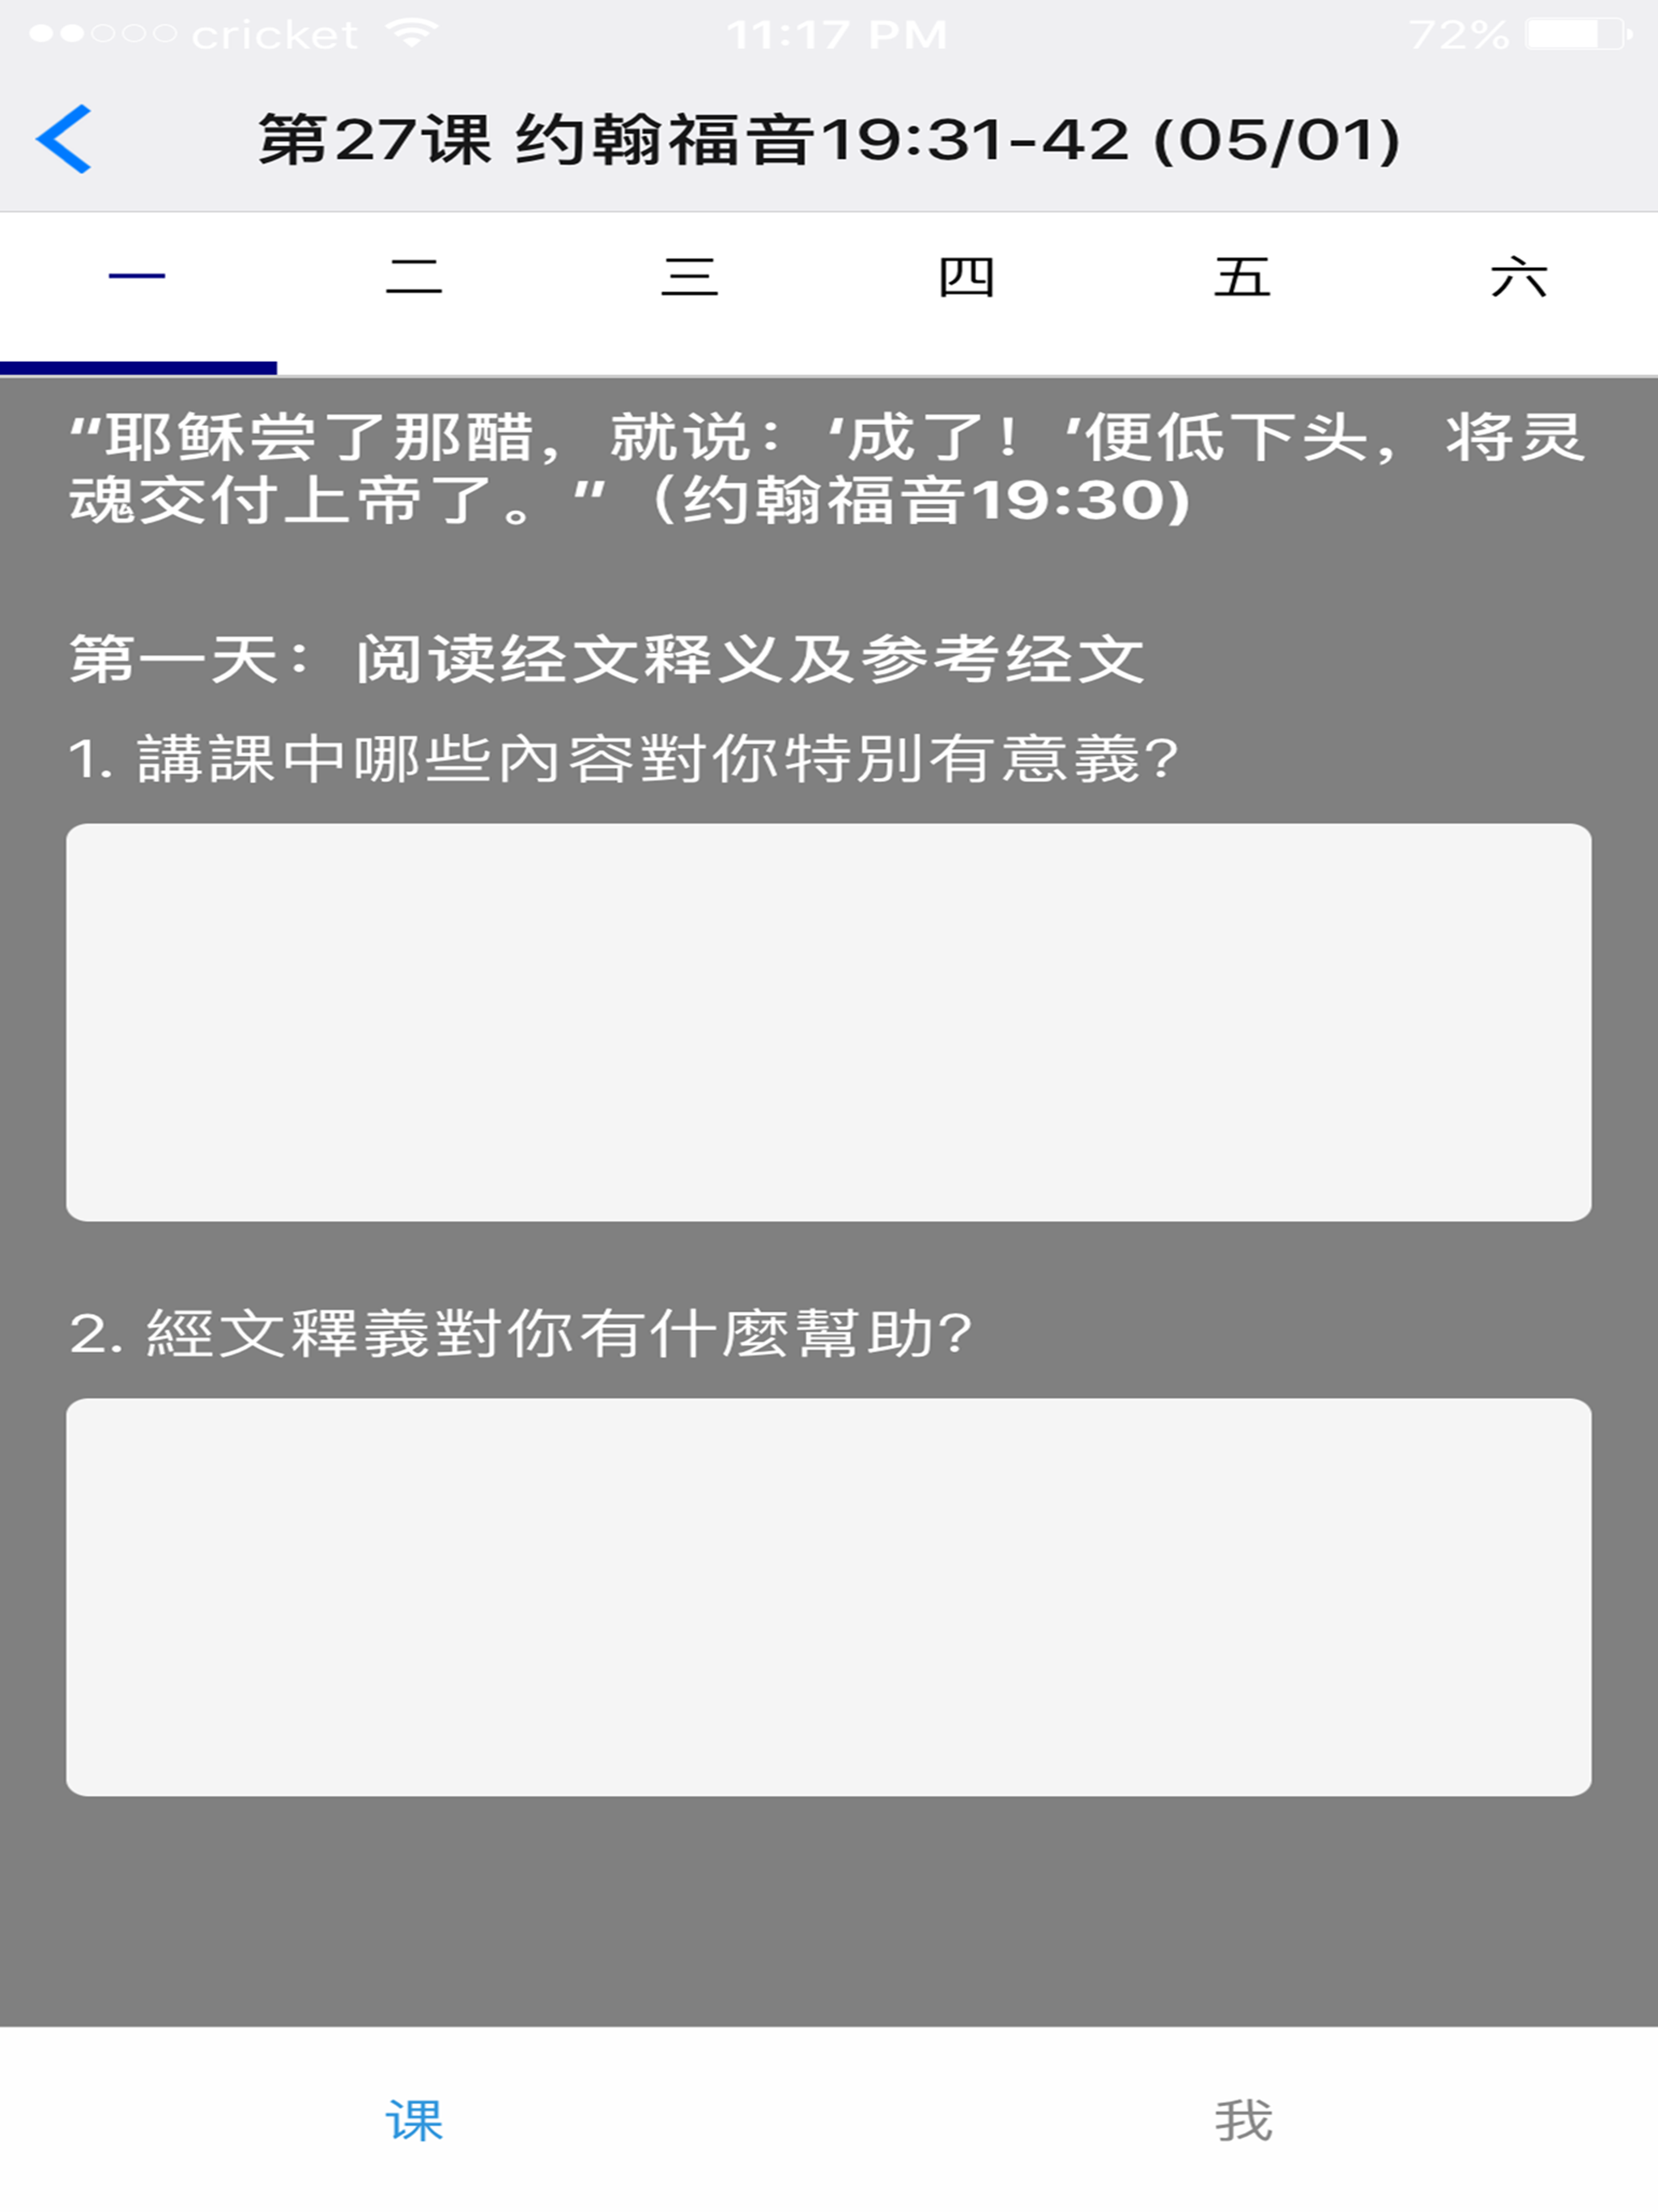 cricket 11:17 PM 72%
第27课 约翰福音19:31-42 (05/01)
一 二 三 四 五 六
“耶稣尝了那醋，就说：‘成了！’便低下头，将灵
魂交付上帝了。”（约翰福音19:30)
第一天：阅读经文释义及参考经文
1. 講課中哪些內容對你特別有意義?
2. 經文釋義對你有什麼幫助?
课 我